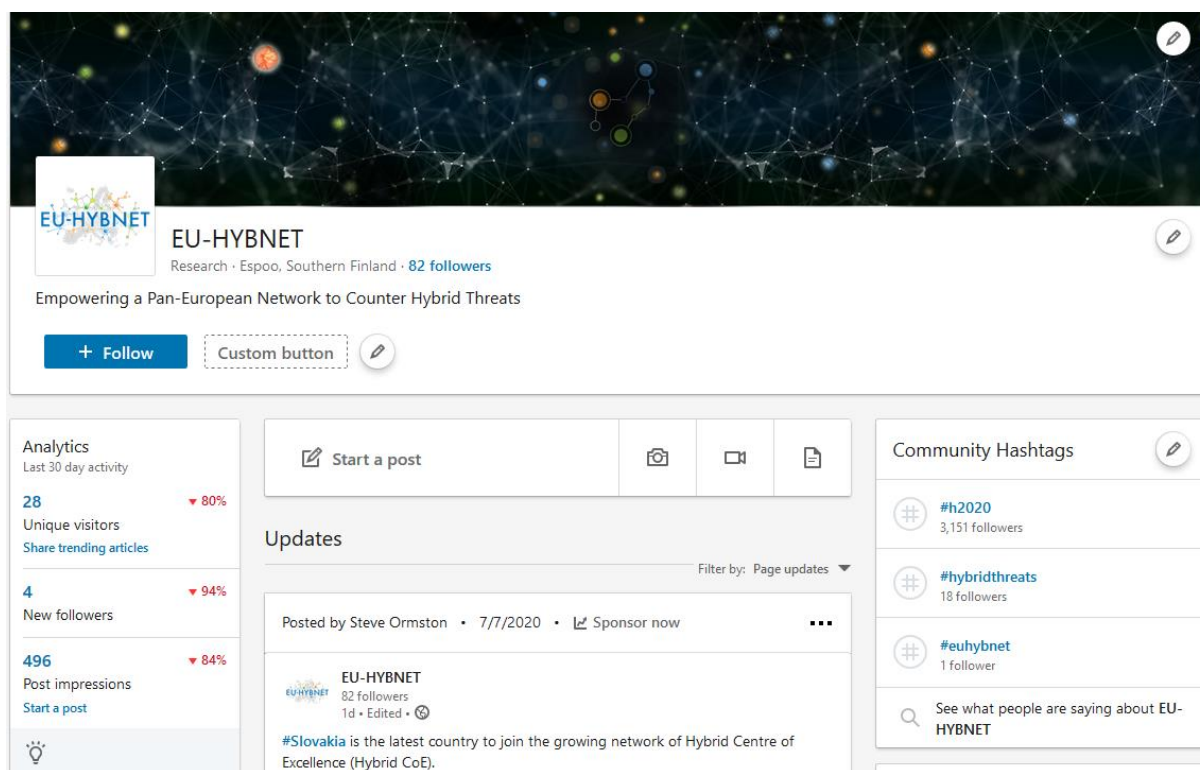 EU-HYBNET
EU-HYBNET
Research · Espoo, Southern Finland · 82 followers
Empowering a Pan-European Network to Counter Hybrid Threats
+ Follow
Custom button
Analytics
Last 30 day activity
28
▼ 80%
Unique visitors
Share trending articles
4
▼ 94%
New followers
496
▼ 84%
Post impressions
Start a post
Start a post
Updates
Filter by: Page updates
Posted by Steve Ormston • 7/7/2020 • Sponsor now
EU-HYBNET
EU-HYBNET
82 followers
1d • Edited •
#Slovakia is the latest country to join the growing network of Hybrid Centre of
Excellence (Hybrid CoE).
Community Hashtags
#h2020
3,151 followers
#hybridthreats
18 followers
#euhybnet
1 follower
See what people are saying about EU-
HYBNET